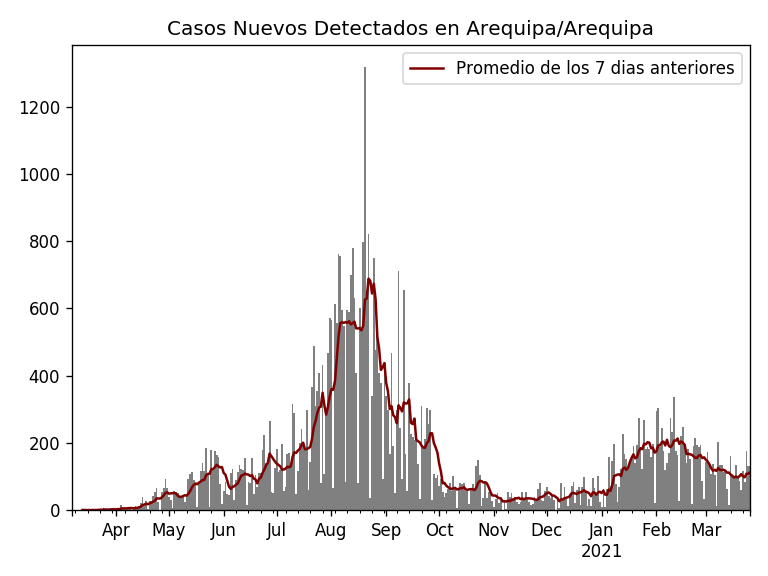 Casos Nuevos Detectados en Arequipa/Arequipa
Promedio de los 7 dias anteriores
1200
1000
800
600
400
200
0
Apr May Jun Jul Aug Sep Oct Nov Dec Jan Feb Mar
2021